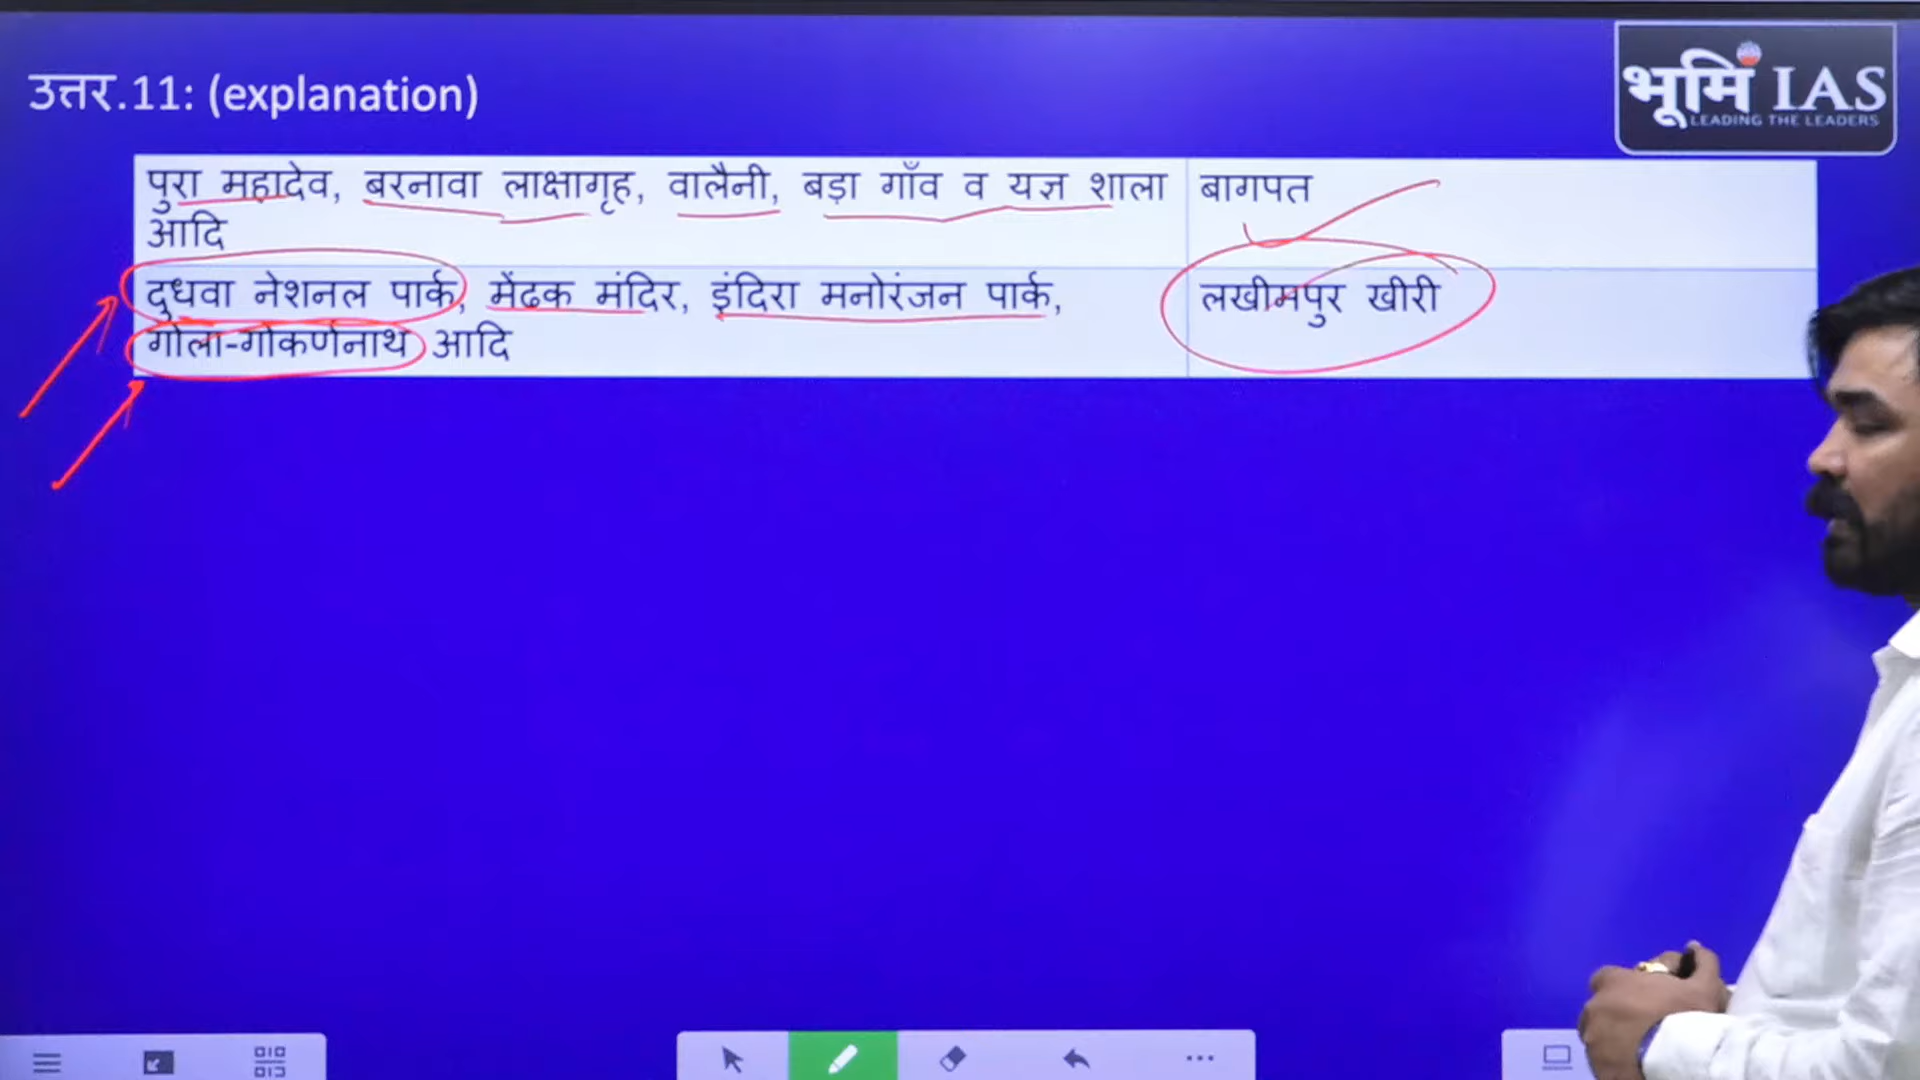 उत्तर.11: (explanation)
भूमि IAS
LEADING THE LEADERS
पुरा महादेव, बरनावा लाक्षागृह, वालैनी, बड़ा गाँव व यज्ञ शाला
आदि
बागपत
दुधवा नेशनल पार्क, मेंढक मंदिर, इंदिरा मनोरंजन पार्क,
गोला-गोकर्णनाथ आदि
लखीमपुर खीरी